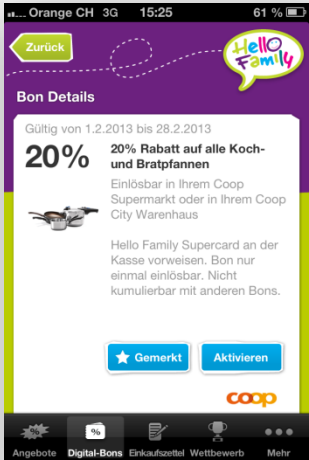 Orange CH 3G 15:25 61 %
Zurück
Hello
Family
Bon Details
Gültig von 1.2.2013 bis 28.2.2013
20%
20% Rabatt auf alle Koch-
und Bratpfannen
Einlösbar in Ihrem Coop
Supermarkt oder in Ihrem Coop
City Warenhaus
Hello Family Supercard an der
Kasse vorweisen. Bon nur
einmal einlösbar. Nicht
kumulierbar mit anderen Bons.
Gemerkt Aktivieren
coop
%
%
Angebote Digital-Bons Einkaufszettel Wettbewerb Mehr